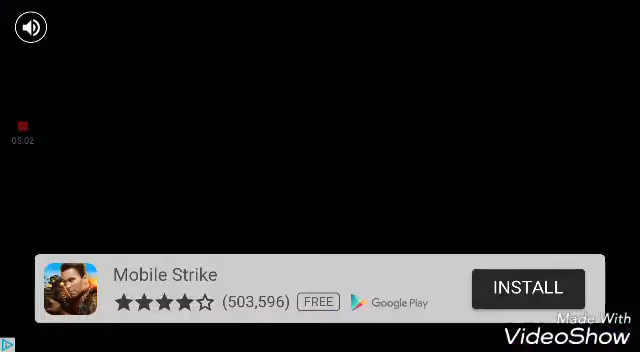 05:02
Mobile Strike
(503,596) FREE Google Play
INSTALL
Made With
VideoShow